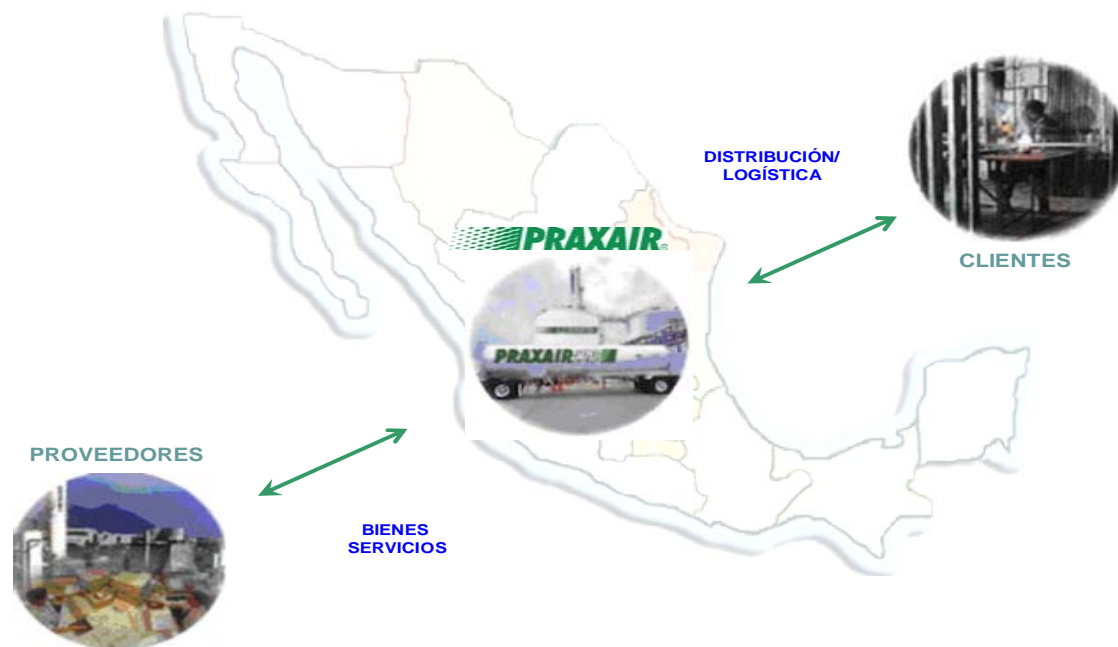 DISTRIBUCIÓN/
LOGÍSTICA
PRAXAIR
CLIENTES
PRAXAIR
PROVEEDORES
BIENES
SERVICIOS